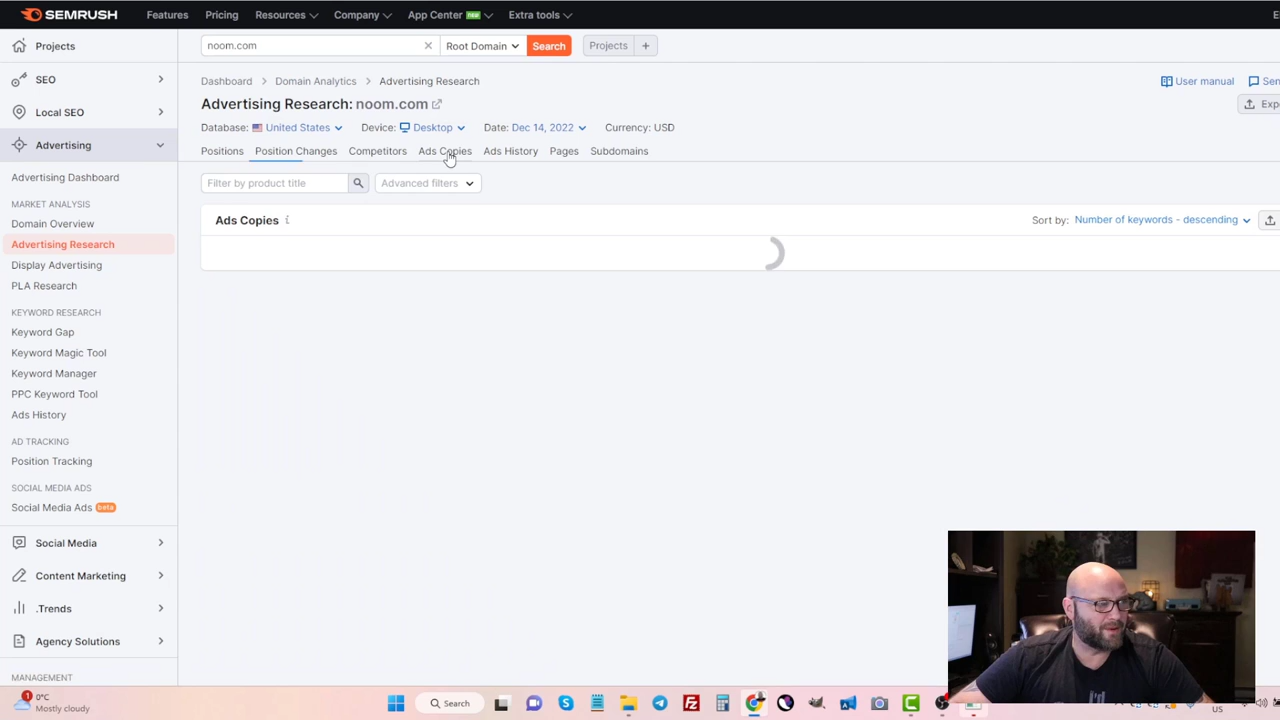 SEMRUSH
Features
Pricing
Resources
Company
App Center new
Extra tools
Projects
SEO
Local SEO
Advertising
Advertising Dashboard
MARKET ANALYSIS
Domain Overview
Advertising Research
Display Advertising
PLA Research
KEYWORD RESEARCH
Keyword Gap
Keyword Magic Tool
Keyword Manager
PPC Keyword Tool
Ads History
AD TRACKING
Position Tracking
SOCIAL MEDIA ADS
Social Media Ads beta
Social Media
Content Marketing
.Trends
Agency Solutions
MANAGEMENT
noom.com
Root Domain
Search
Projects +
Dashboard > Domain Analytics > Advertising Research
User manual
Sen
Advertising Research: noom.com
Expo
Database: United States
Device: Desktop
Date: Dec 14, 2022
Currency: USD
Positions
Position Changes
Competitors
Ads Copies
Ads History
Pages
Subdomains
Filter by product title
Advanced filters
Ads Copies i
Sort by: Number of keywords - descending
1
0°C
Mostly cloudy
Search
US